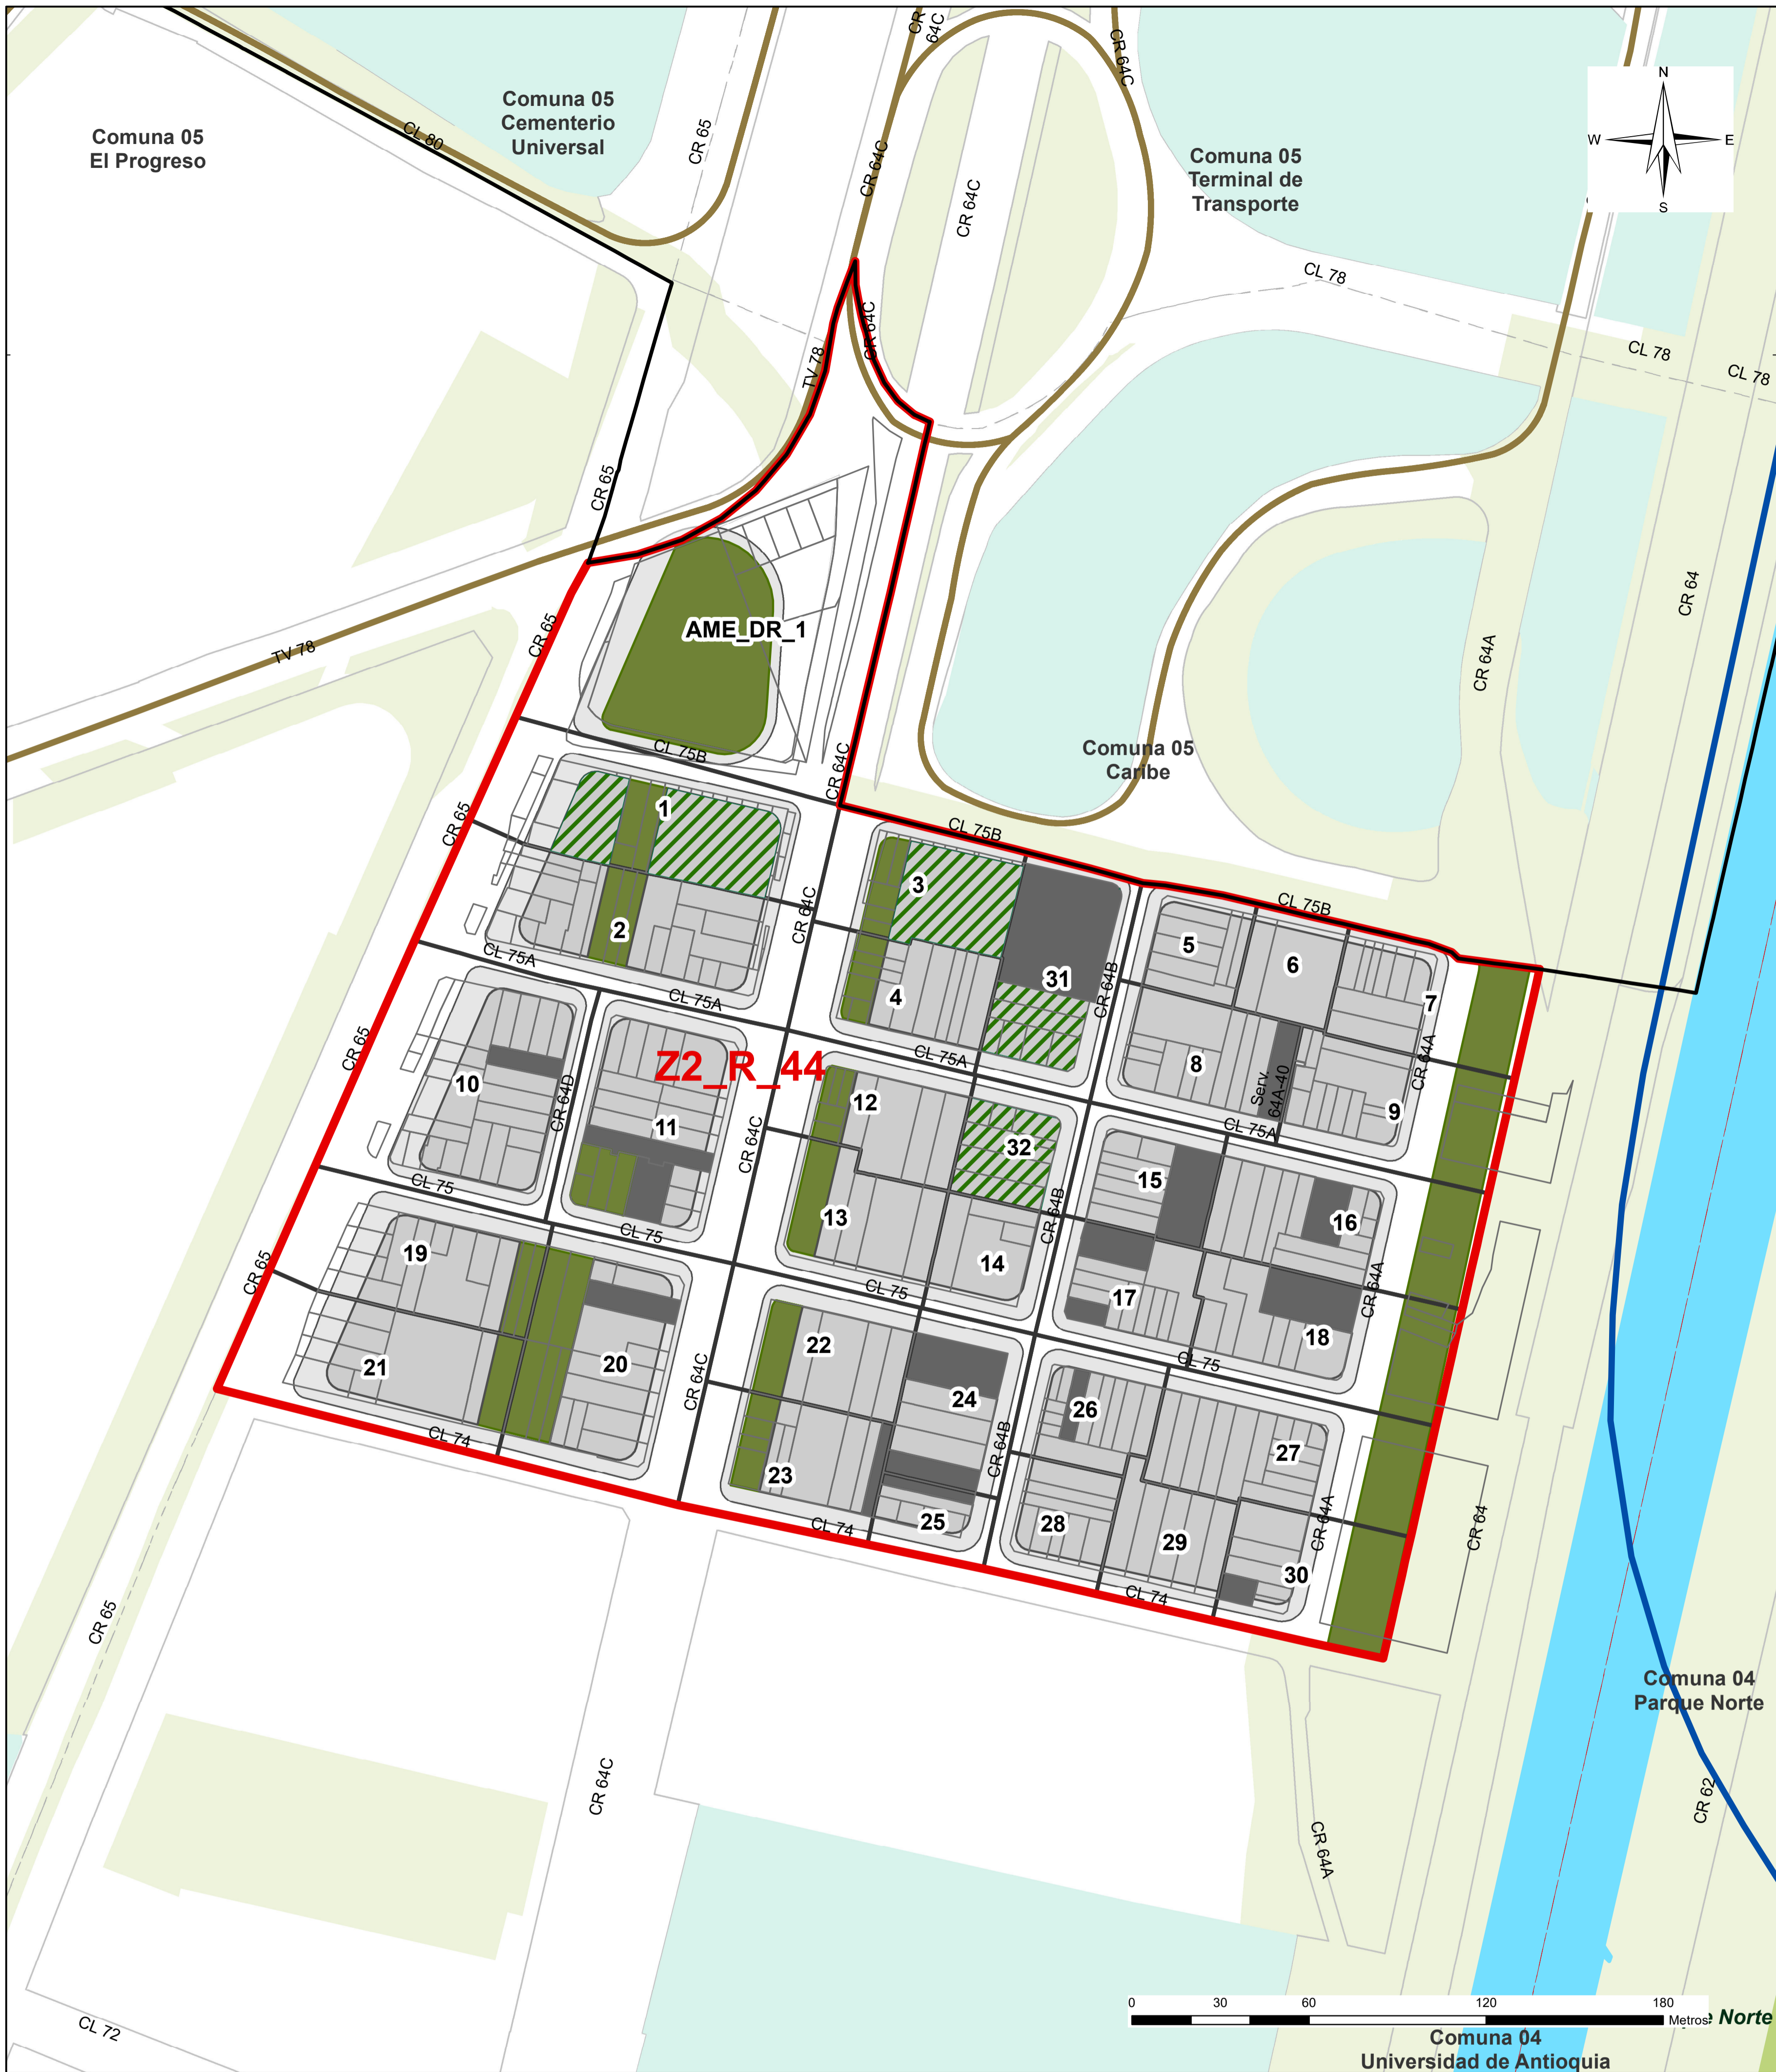 CR
64C
CR 64C
N
W
E
S
Comuna 05
Cementerio
Universal
Comuna 05
El Progreso
CL 80
CR 65
CR 64C
CR 64C
Comuna 05
Terminal de
Transporte
CL 78
CL 78
CL 78
CR 64C
TV 78
CR 65
CR 64
CR 65
TV 78
AME_DR_1
CR 64A
CL 75B
CR 64C
Comuna 05
Caribe
CR 65
1
CL 75B
3
CL 75B
2
CR 64C
5
6
CL 75A
CL 75A
4
31
CR 64B
7
CR 65
Z2_R_44
CL 75A
8
Serv.
64A-40
CR 64A
10
CR 64D
11
12
9
CR 64C
32
CL 75A
15
CL 75
CL 75
13
CR 64B
16
19
14
CR 65
CL 75
17
CR 64A
18
21
20
22
CL 75
CR 64C
24
26
CL 74
23
CR 64B
27
25
28
CL 74
29
CR 64A
CR 64
30
CL 74
CR 65
Comuna 04
Parque Norte
CR 64C
CR 62
CR 64A
0
30
60
120
180
Metros
Norte
CL 72
Comuna 04
Universidad de Antioquia